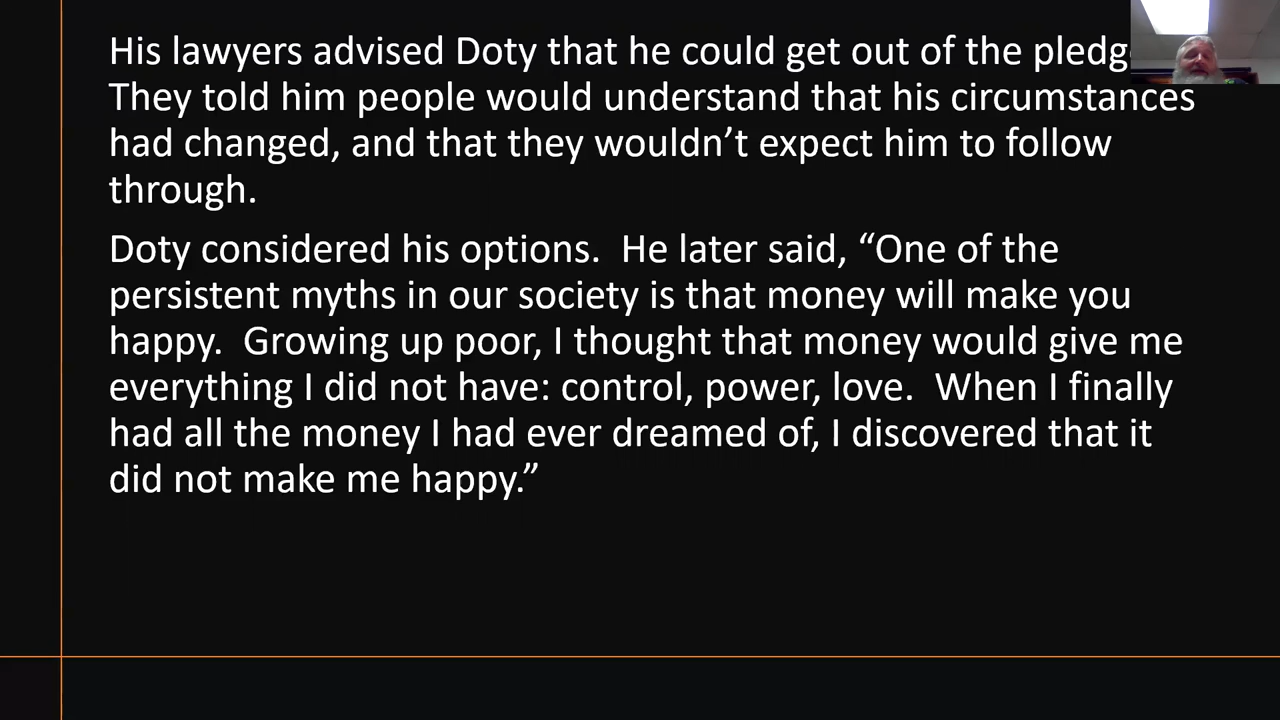 His lawyers advised Doty that he could get out of the
They told him people would understand that his circumstances
had changed, and that they wouldn’t expect him to follow
through.
Doty considered his options.  He later said, “One of the
persistent myths in our society is that money will make you
happy.  Growing up poor, I thought that money would give me
everything I did not have: control, power, love.  When I finally
had all the money I had ever dreamed of, I discovered that it
did not make me happy.”